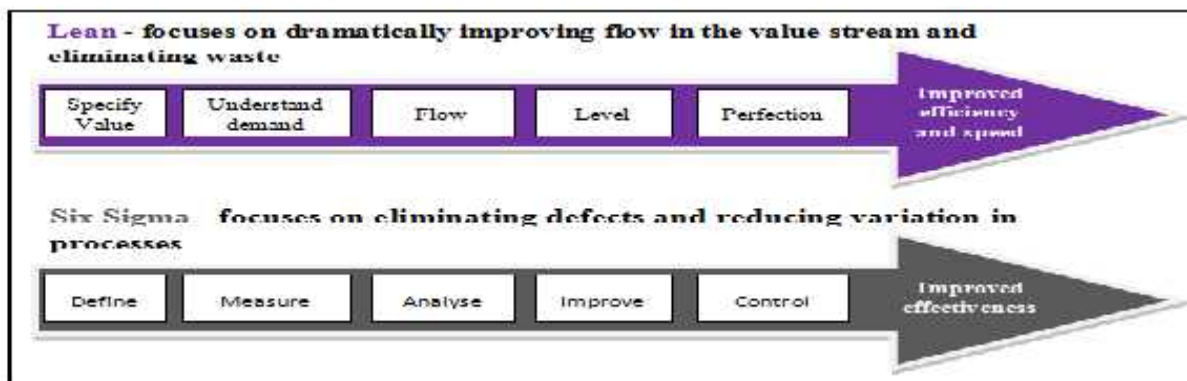 Lean - focuses on dramatically improving flow in the value stream and
eliminating waste
Specify
Value
Understand
demand
Flow
Level
Perfection
Improved
efficiency
and speed
Six Sigma focuses on eliminating defects and reducing variation in
processes
Define
Measure
Analyse
Improve
Control
Improved
effectiveness